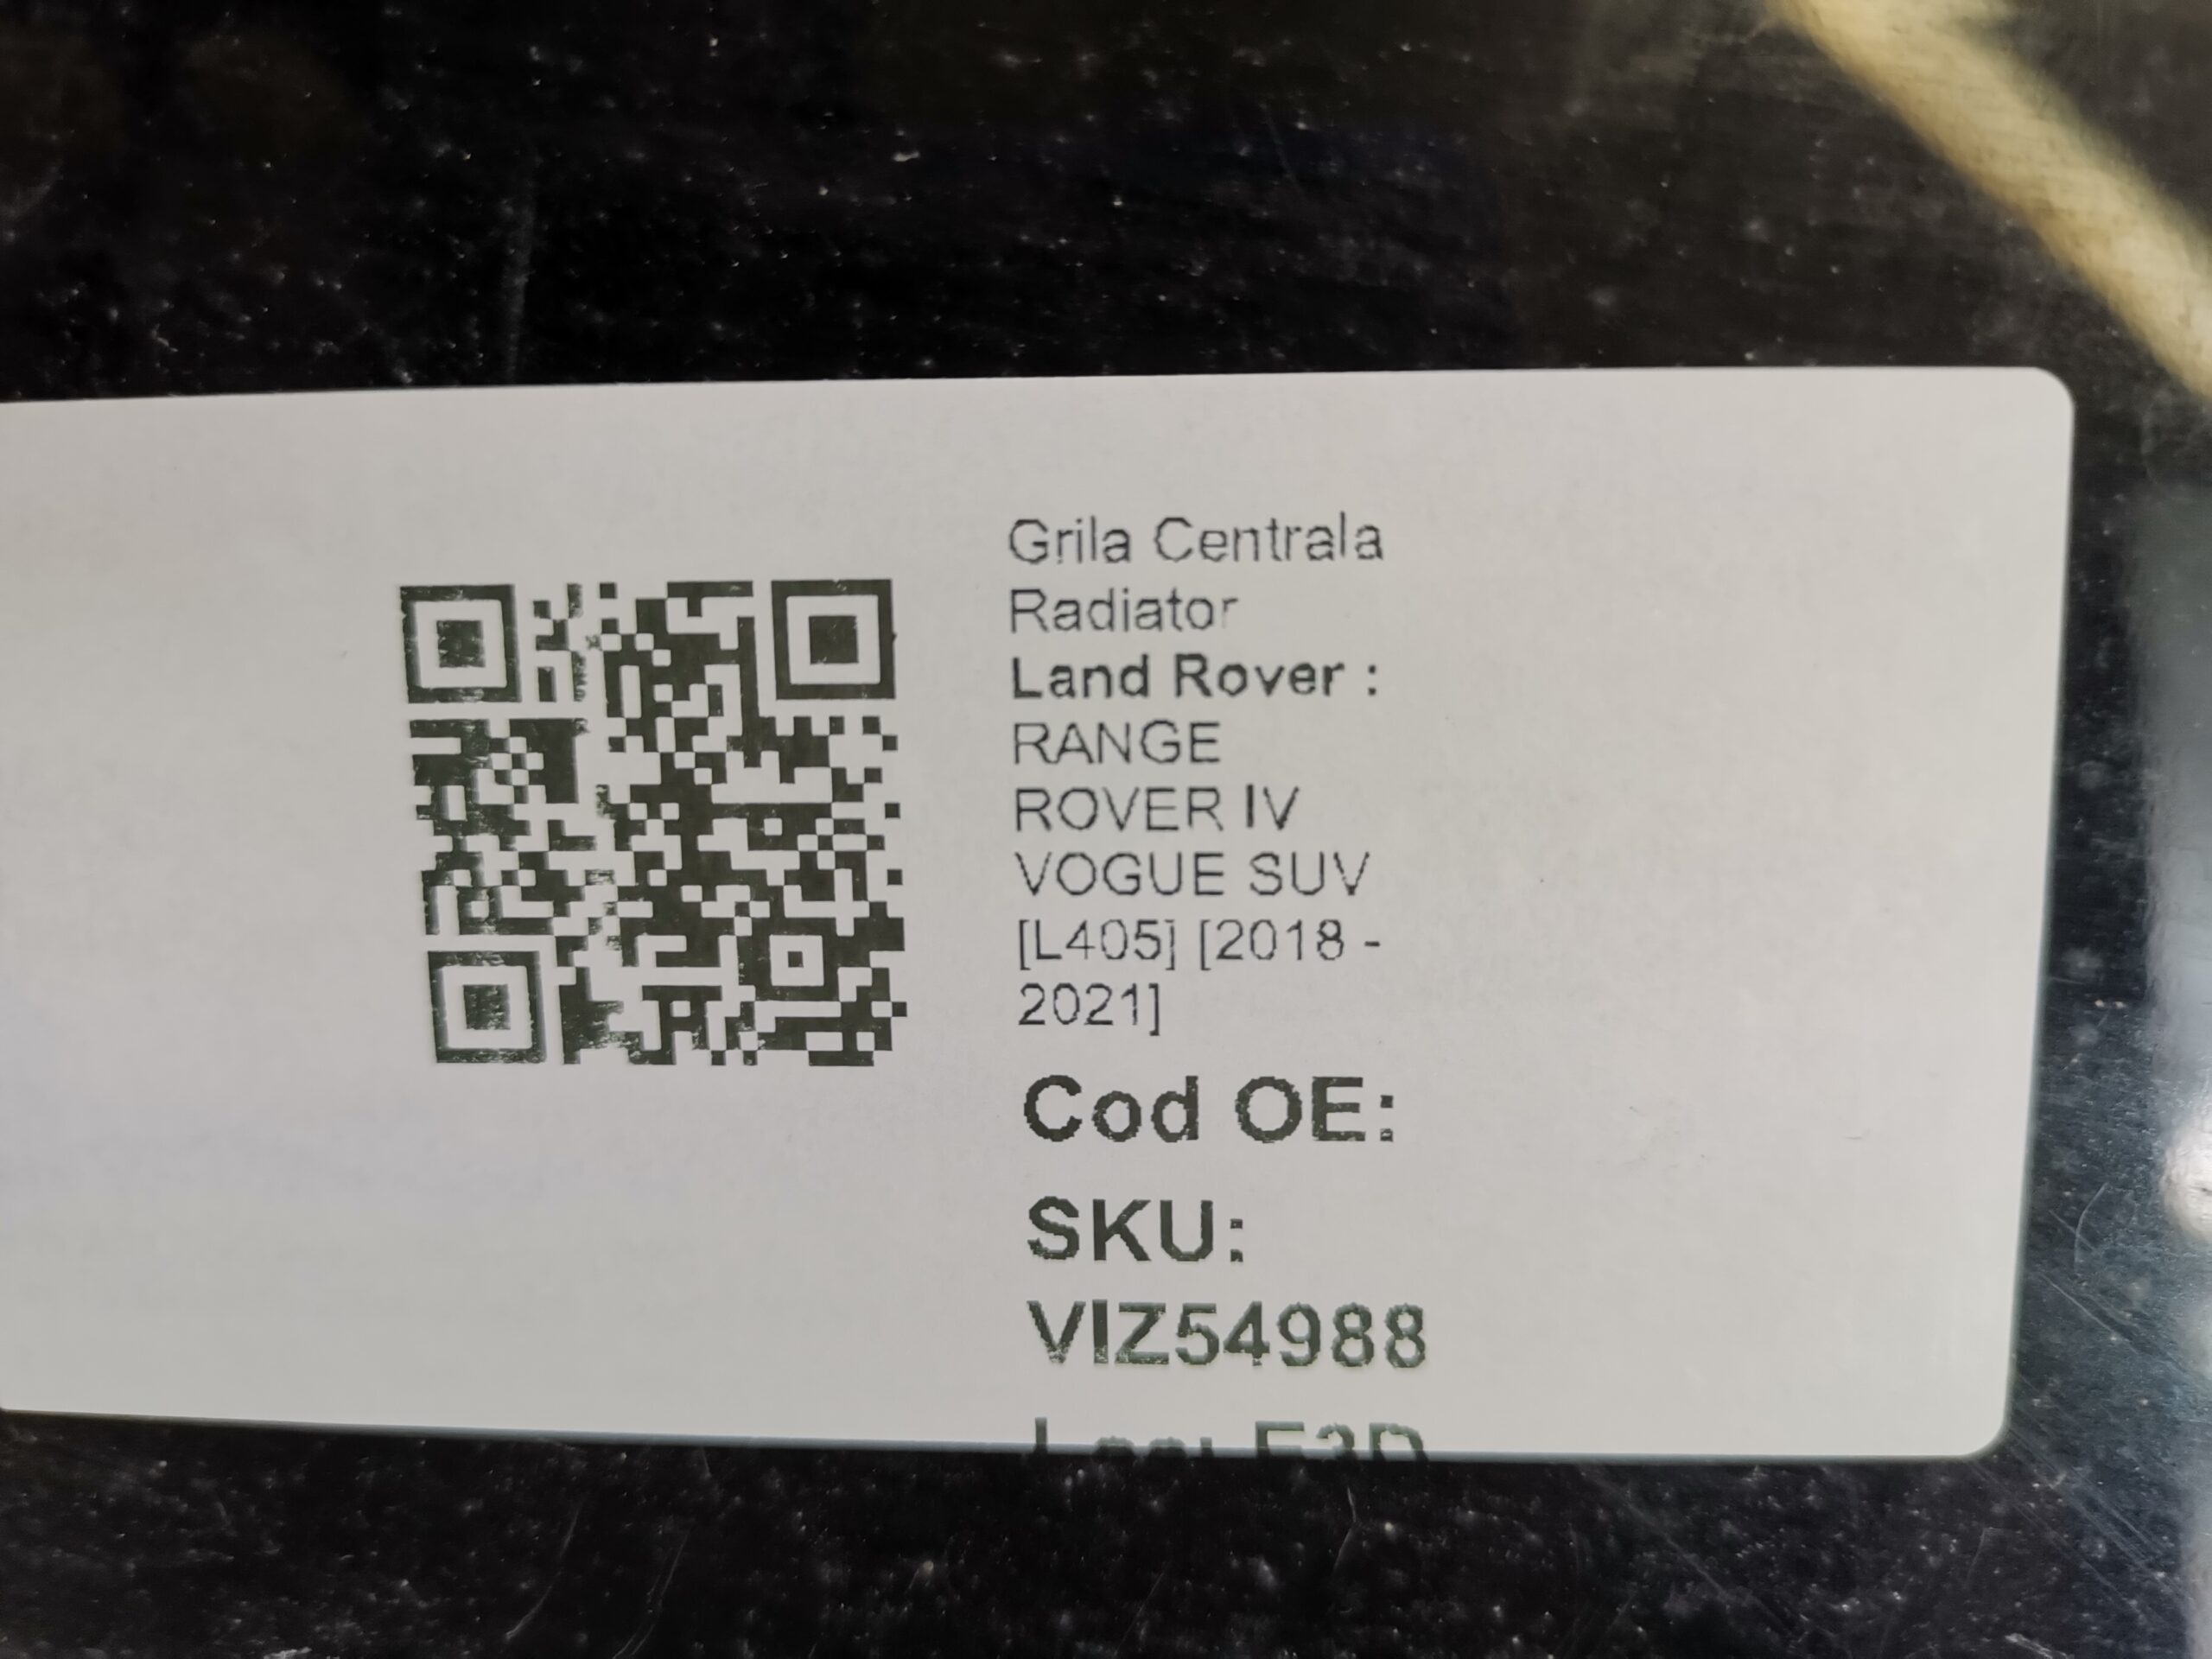 Grila Centrala
Radiator
Land Rover :
RANGE
ROVER IV
VOGUE SUV
[L405] [2018 -
2021]
Cod OE:
SKU:
VIZ54988